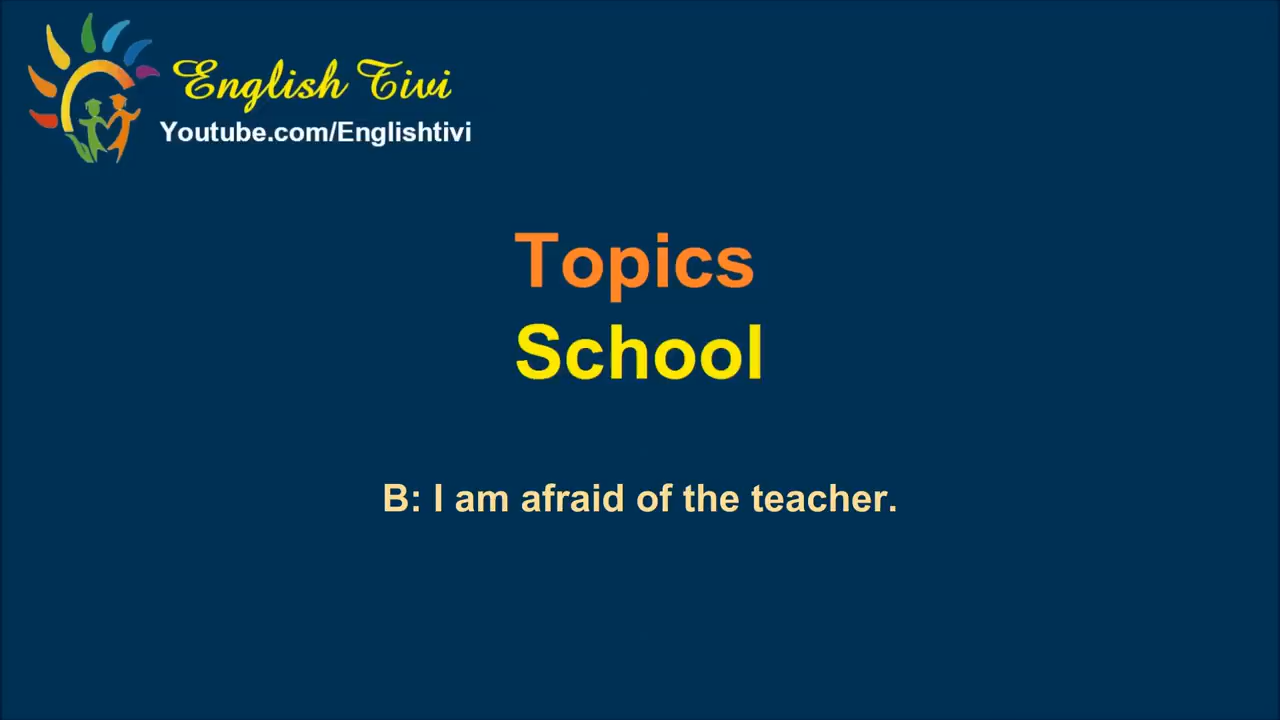 English Tivi
Youtube.com/Englishtivi
Topics
School
B: I am afraid of the teacher.